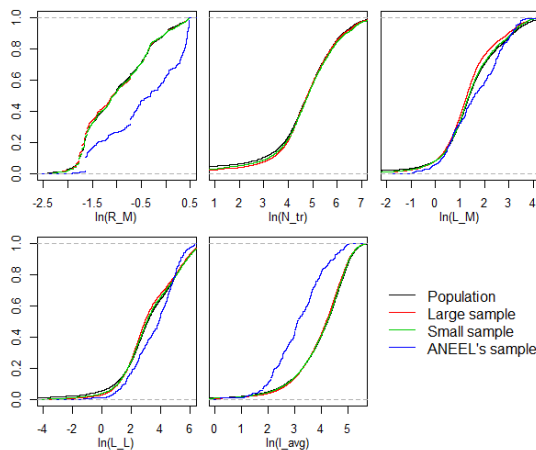 0.0 0.2 0.4 0.6 0.8 1.0
-2.5 -1.5 -0.5 0.5
ln(R_M)
1 2 3 4 5 6 7
ln(N_tr)
-2 -1 0 1 2 3 4
ln(L_M)
0.0 0.2 0.4 0.6 0.8 1.0
-4 -2 0 2 4 6
ln(L_L)
0 1 2 3 4 5
ln(I_avg)
Population
Large sample
Small sample
ANEEL's sample